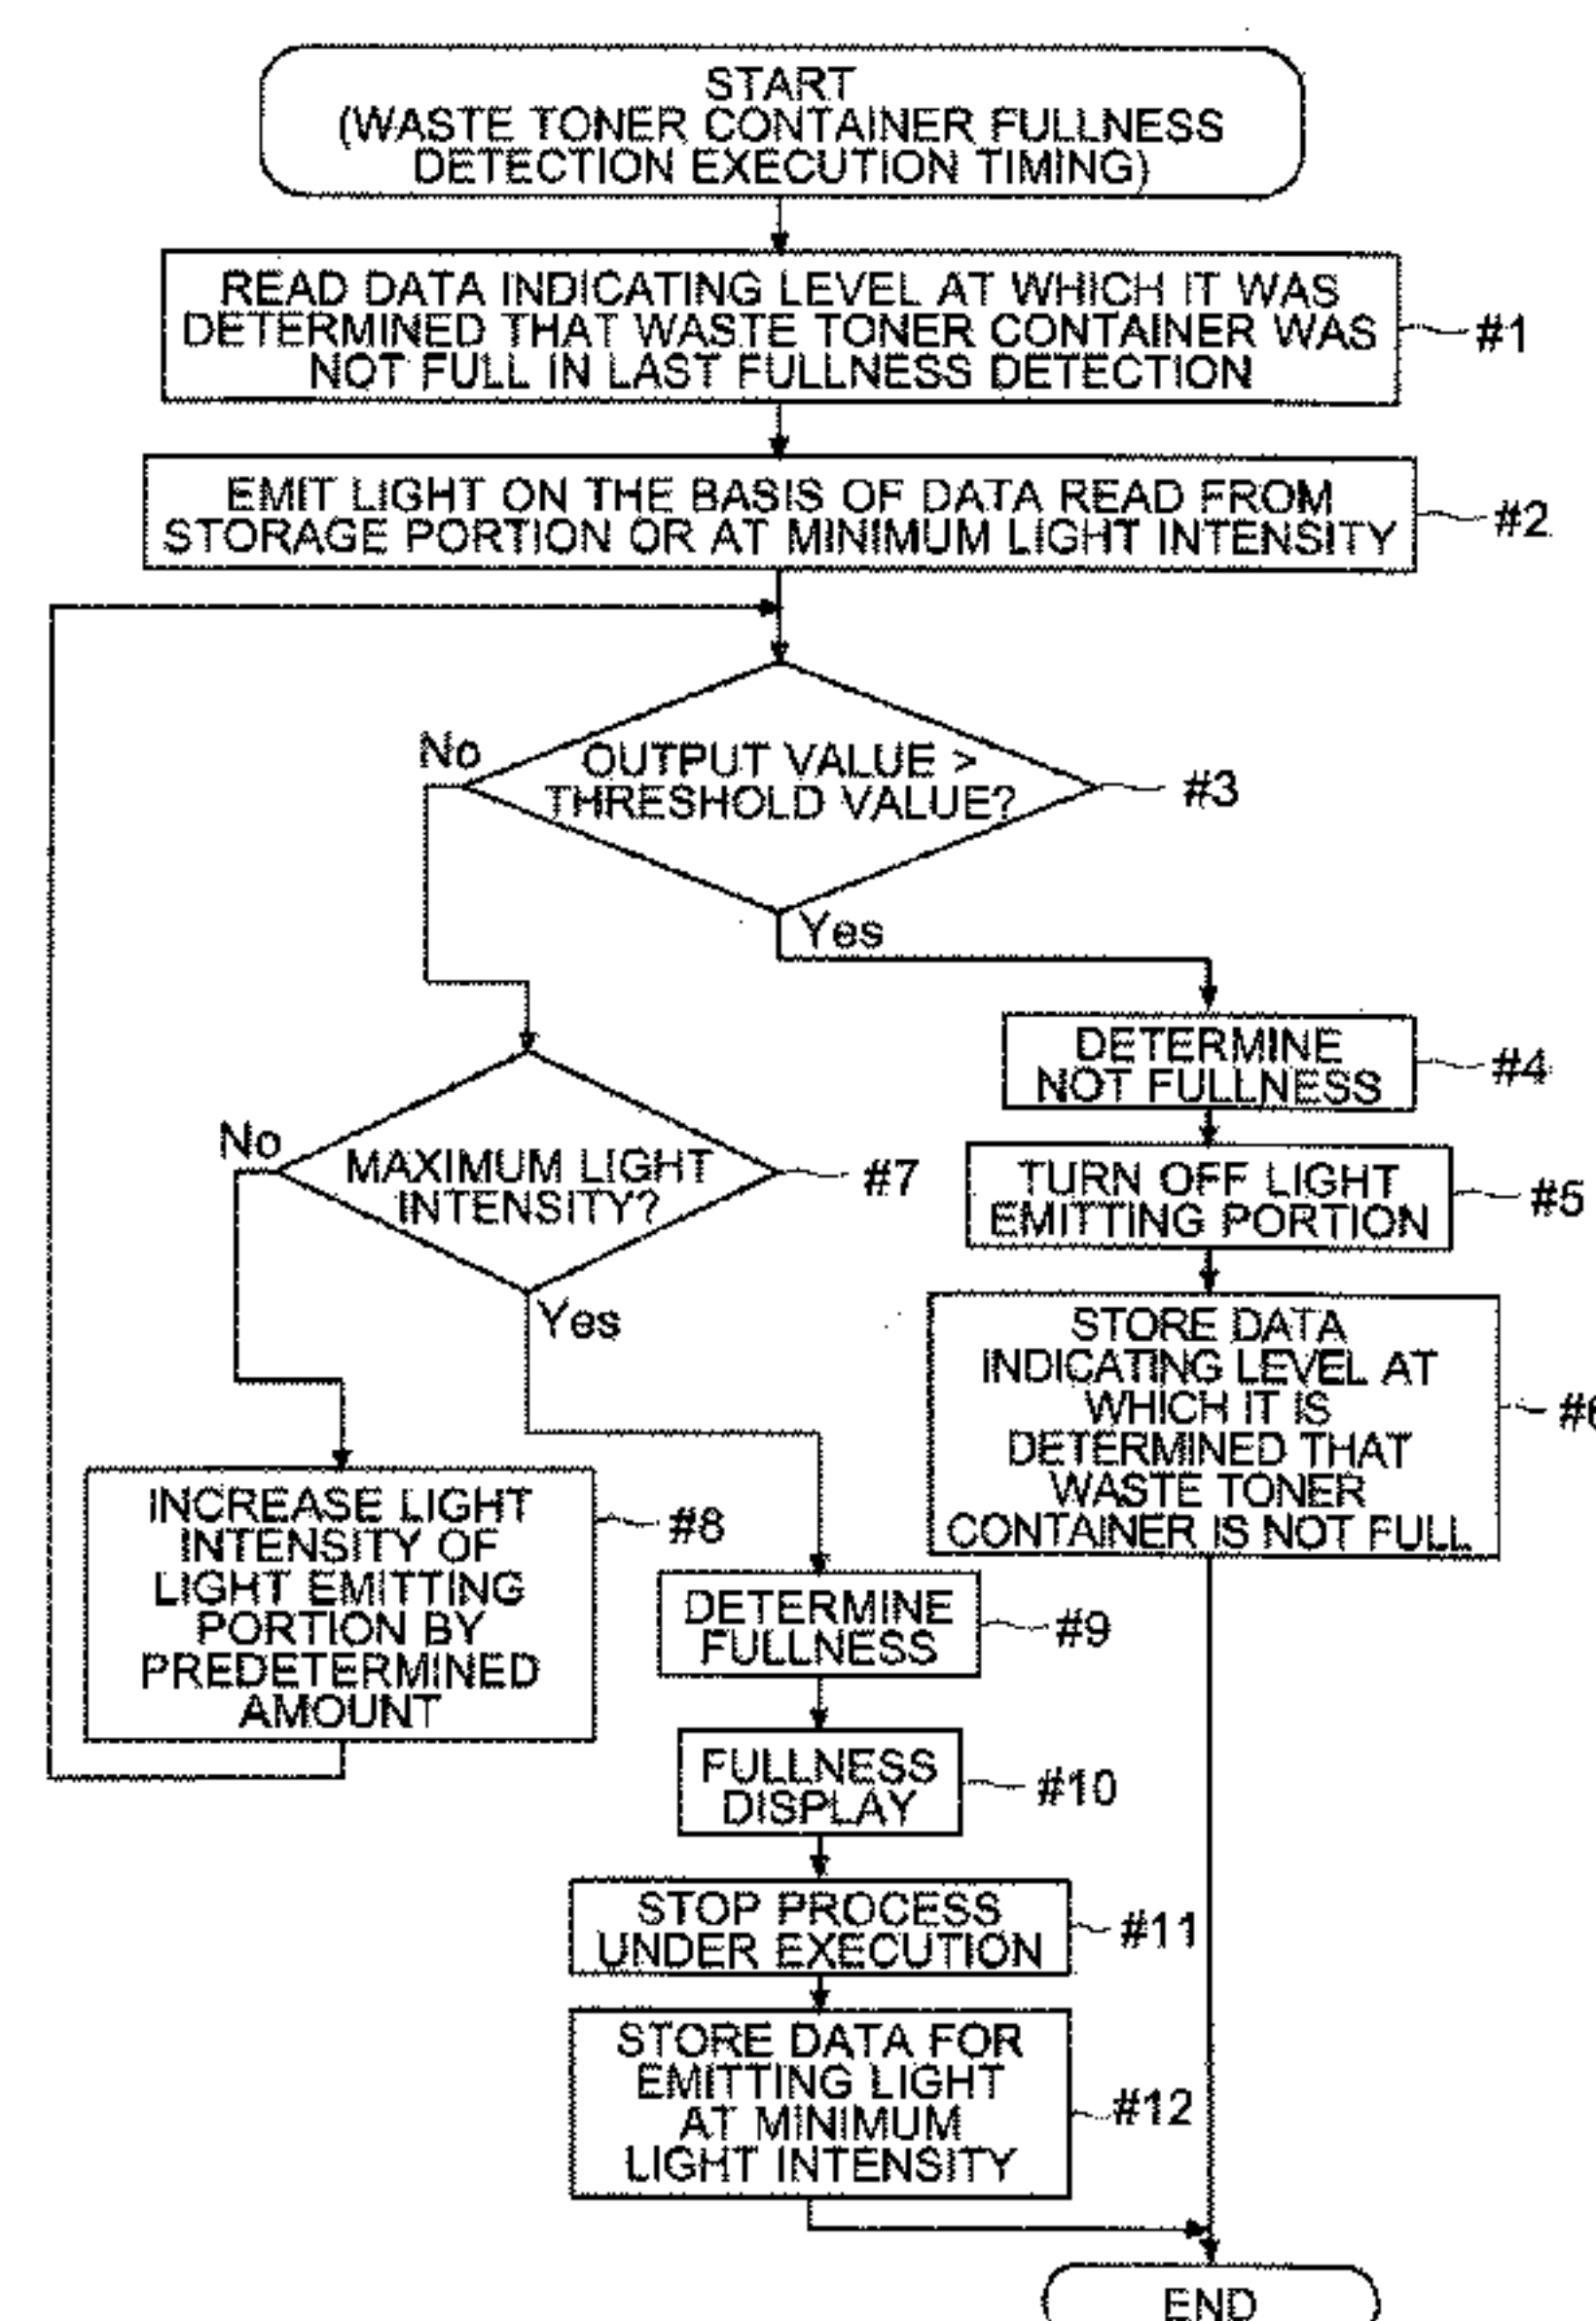 START
(WASTE TONER CONTAINER FULLNESS
DETECTION EXECUTION TIMING)
READ DATA INDICATING LEVEL AT WHICH IT WAS
DETERMINED THAT WASTE TONER CONTAINER WAS
NOT FULL IN LAST FULLNESS DETECTION
#1
EMIT LIGHT ON THE BASIS OF DATA READ FROM
STORAGE PORTION OR AT MINIMUM LIGHT INTENSITY
#2
OUTPUT VALUE >
THRESHOLD VALUE?
#3
No
Yes
DETERMINE
NOT FULLNESS
#4
TURN OFF LIGHT
EMITTING PORTION
#5
STORE DATA
INDICATING LEVEL AT
WHICH IT IS
DETERMINED THAT
WASTE TONER
CONTAINER IS NOT FULL
#6
MAXIMUM LIGHT
INTENSITY?
#7
No
Yes
INCREASE LIGHT
INTENSITY OF
LIGHT EMITTING
PORTION BY
PREDETERMINED
AMOUNT
#8
DETERMINE
FULLNESS
#9
FULLNESS
DISPLAY
#10
STOP PROCESS
UNDER EXECUTION
#11
STORE DATA FOR
EMITTING LIGHT
AT MINIMUM
LIGHT INTENSITY
#12
END